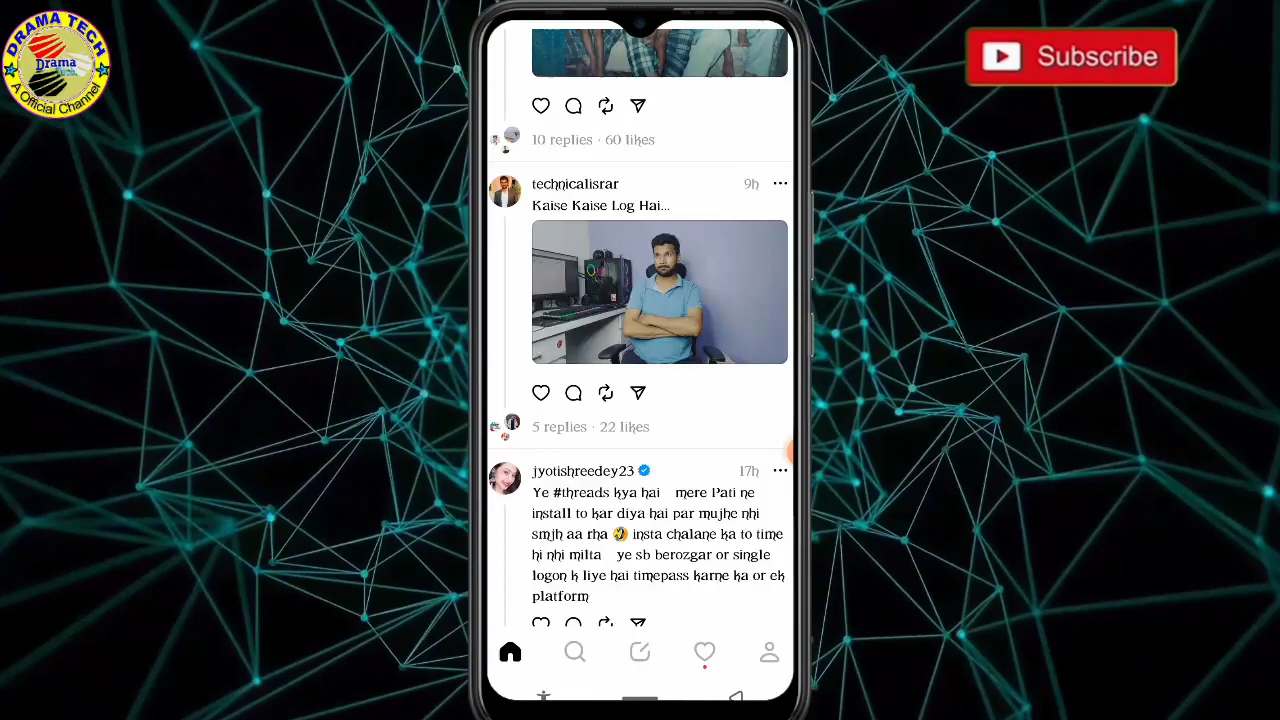 DRAMA TECH
Drama
Tech.
A Official Channel
Subscribe
10 replies · 60 likes
technicalisrar 9h
Kaise Kaise Log Hai...
5 replies · 22 likes
jyotishreedey23 17h
Ye #threads kya hai mere Pati ne
install to kar diya hai par mujhe nhi
smjh aa rha 🤣 insta chalane ka to time
hi nhi milta ye sb berozgar or single
logon k liye hai timepass karne ka or ek
platform